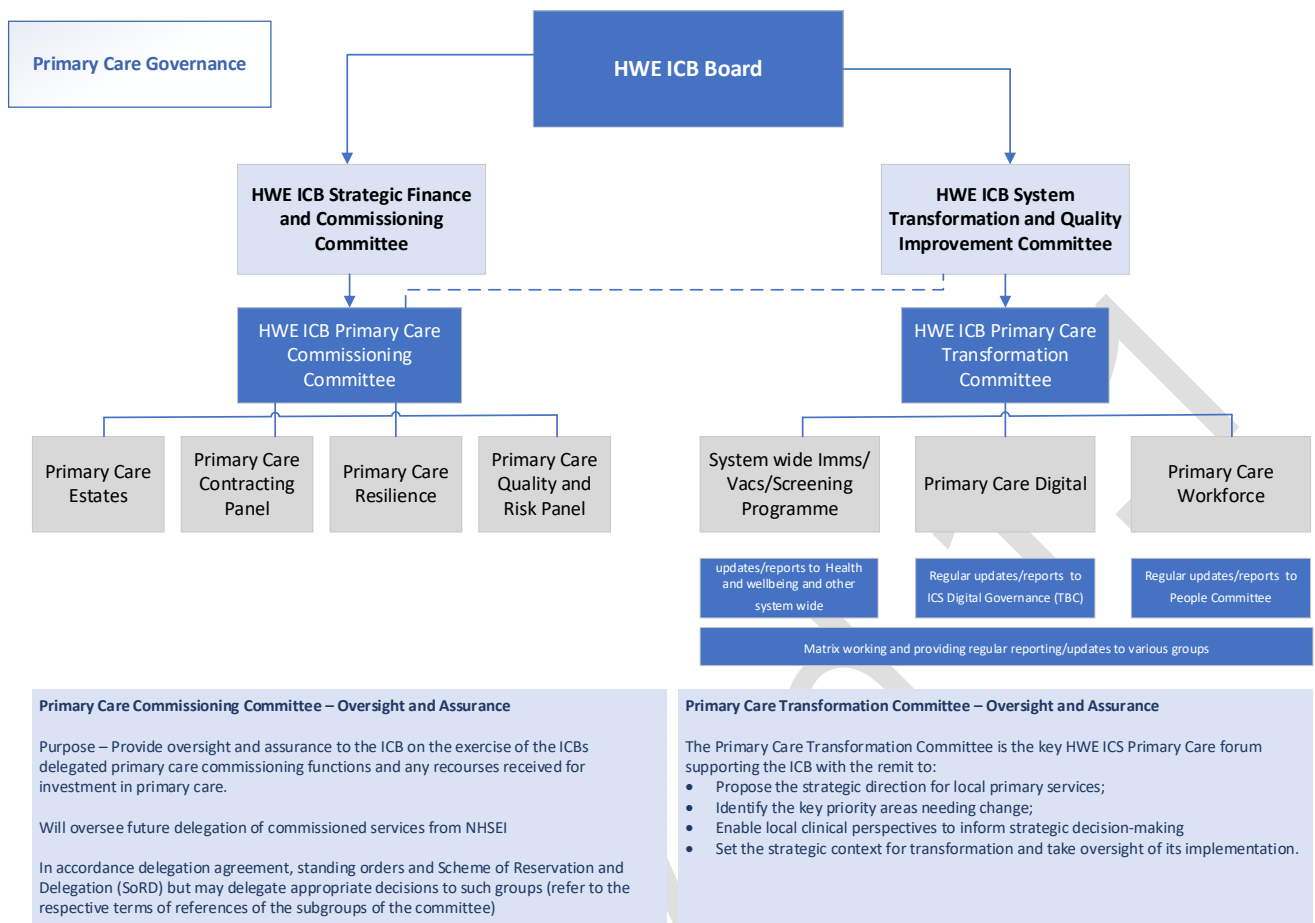 Primary Care Governance
HWE ICB Board
HWE ICB Strategic Finance
and Commissioning
Committee
HWE ICB System
Transformation and Quality
Improvement Committee
HWE ICB Primary Care
Commissioning
Committee
HWE ICB Primary Care
Transformation
Committee
Primary Care
Estates
Primary Care
Contracting
Panel
Primary Care
Resilience
Primary Care
Quality and
Risk Panel
System wide Imms/
Vacs/Screening
Programme
Primary Care Digital
Primary Care
Workforce
updates/reports to Health
and wellbeing and other
system wide
Regular updates/reports to
ICS Digital Governance (TBC)
Regular updates/reports to
People Committee
Matrix working and providing regular reporting/updates to various groups
Primary Care Commissioning Committee – Oversight and Assurance
Purpose – Provide oversight and assurance to the ICB on the exercise of the ICBs
delegated primary care commissioning functions and any recourses received for
investment in primary care.
Will oversee future delegation of commissioned services from NHSEI
In accordance delegation agreement, standing orders and Scheme of Reservation and
Delegation (SoRD) but may delegate appropriate decisions to such groups (refer to the
respective terms of references of the subgroups of the committee)
Primary Care Transformation Committee – Oversight and Assurance
The Primary Care Transformation Committee is the key HWE ICS Primary Care forum
supporting the ICB with the remit to:
• Propose the strategic direction for local primary services;
• Identify the key priority areas needing change;
• Enable local clinical perspectives to inform strategic decision-making
• Set the strategic context for transformation and take oversight of its implementation.